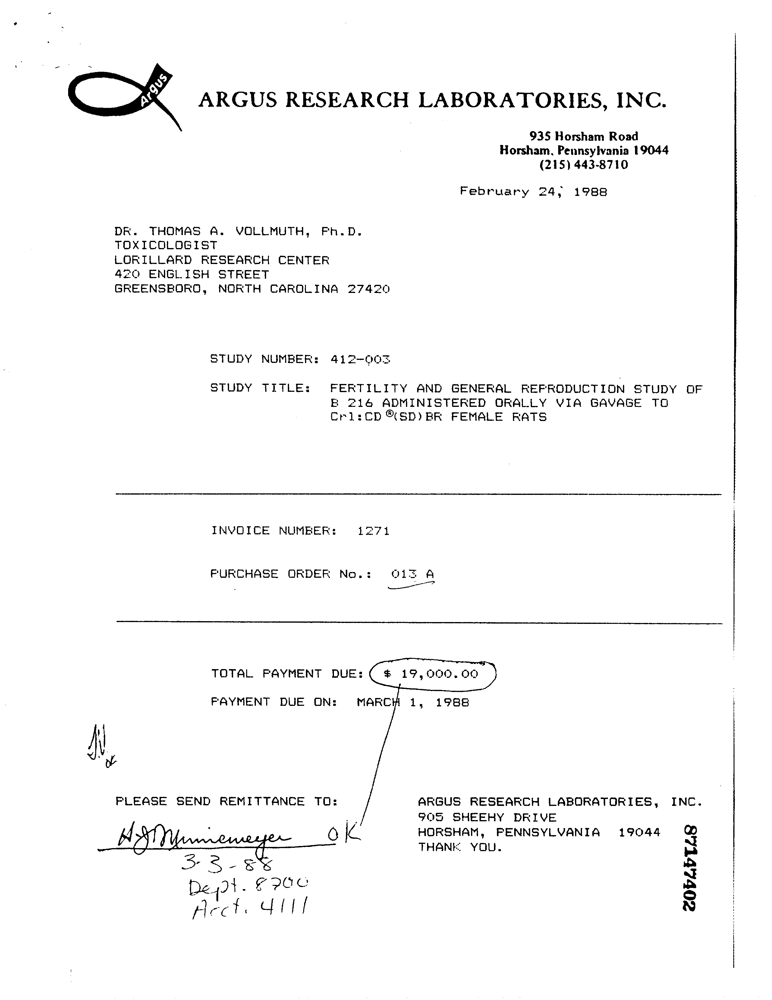 Argus
ARGUS RESEARCH LABORATORIES, INC.
935 Horsham Road
Horsham, Pennsylvania 19044
(215) 443-8710
February 24, 1988
DR. THOMAS A. VOLLMUTH, Ph.D.
TOXICOLOGIST
LORILLARD RESEARCH CENTER
420 ENGLISH STREET
GREENSBORO, NORTH CAROLINA 27420
STUDY NUMBER: 412-003
STUDY TITLE: FERTILITY AND GENERAL REPRODUCTION STUDY OF
B 216 ADMINISTERED ORALLY VIA GAVAGE TO
Crl:CD®(SD)BR FEMALE RATS
INVOICE NUMBER: 1271
PURCHASE ORDER No.: 013 A
TOTAL PAYMENT DUE: $ 19,000.00
PAYMENT DUE ON: MARCH 1, 1988
PLEASE SEND REMITTANCE TO:
ARGUS RESEARCH LABORATORIES, INC.
905 SHEEHY DRIVE
HORSHAM, PENNSYLVANIA 19044
THANK YOU.
OK
3-3-88
Dept. 8700
Acct. 4111
87147402